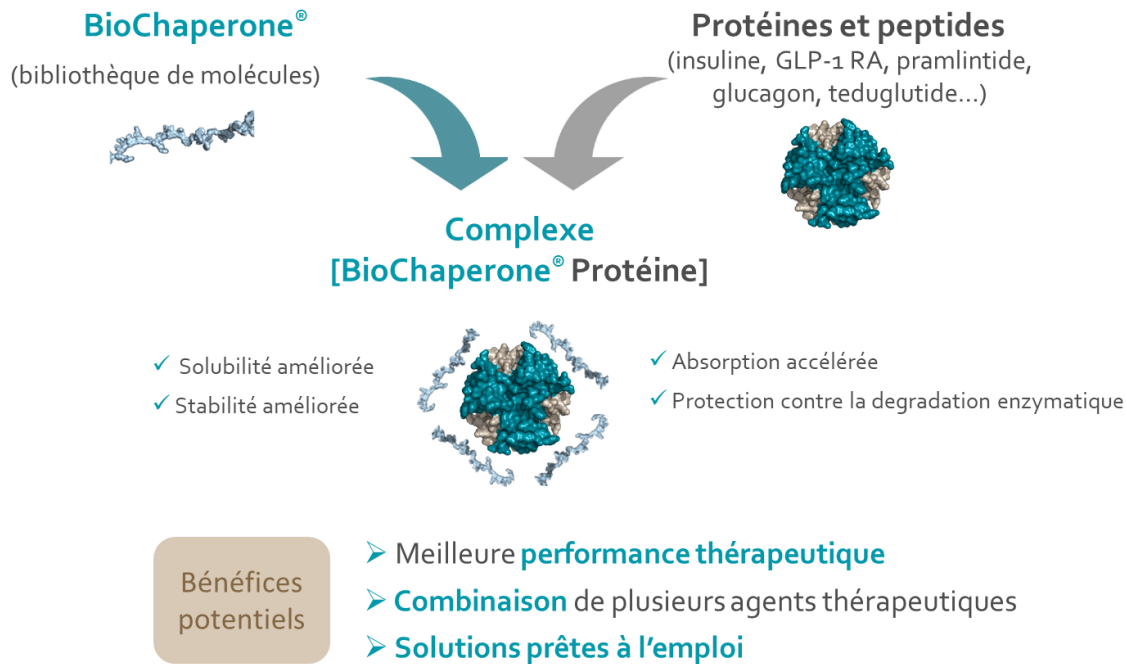 BioChaperone®
(bibliothèque de molécules)
Protéines et peptides
(insuline, GLP-1 RA, pramlintide,
glucagon, teduglutide...)
Complexe
[BioChaperone® Protéine]
✓ Solubilité améliorée
✓ Stabilité améliorée
✓ Absorption accélérée
✓ Protection contre la degradation enzymatique
Bénéfices
potentiels
➢ Meilleure performance thérapeutique
➢ Combinaison de plusieurs agents thérapeutiques
➢ Solutions prêtes à l'emploi